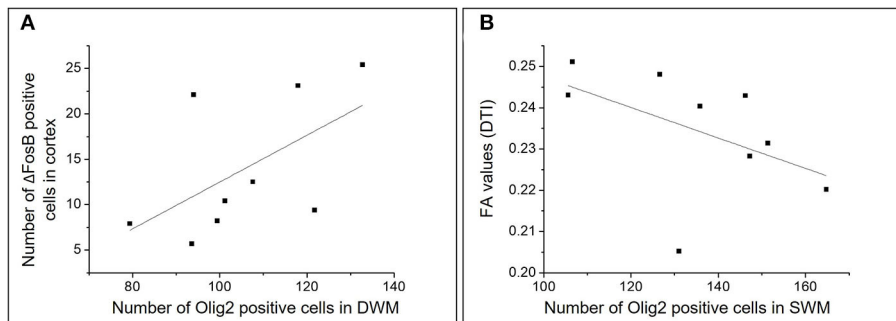 A
Number of ΔFosB positive
cells in cortex
25
20
15
10
5
80
100
120
140
Number of Olig2 positive cells in DWM
B
FA values (DTI)
0.25
0.24
0.23
0.22
0.21
0.20
100
120
140
160
Number of Olig2 positive cells in SWM